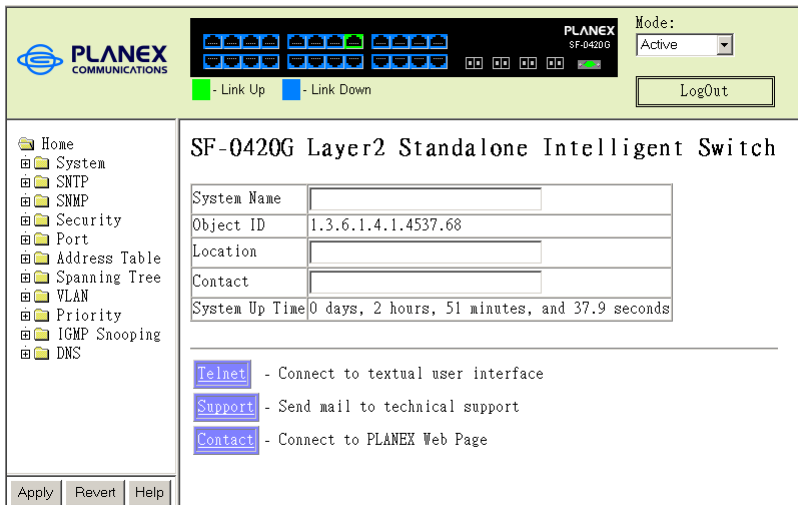 PLANEX
COMMUNICATIONS
PLANEX
SF-0420G
- Link Up
- Link Down
Mode:
Active
LogOut
Home
System
SNTP
SNMP
Security
Port
Address Table
Spanning Tree
VLAN
Priority
IGMP Snooping
DNS
Apply
Revert
Help
SF-0420G Layer2 Standalone Intelligent Switch
System Name
Object ID 1.3.6.1.4.1.4537.68
Location
Contact
System Up Time 0 days, 2 hours, 51 minutes, and 37.9 seconds
Telnet - Connect to textual user interface
Support - Send mail to technical support
Contact - Connect to PLANEX Web Page